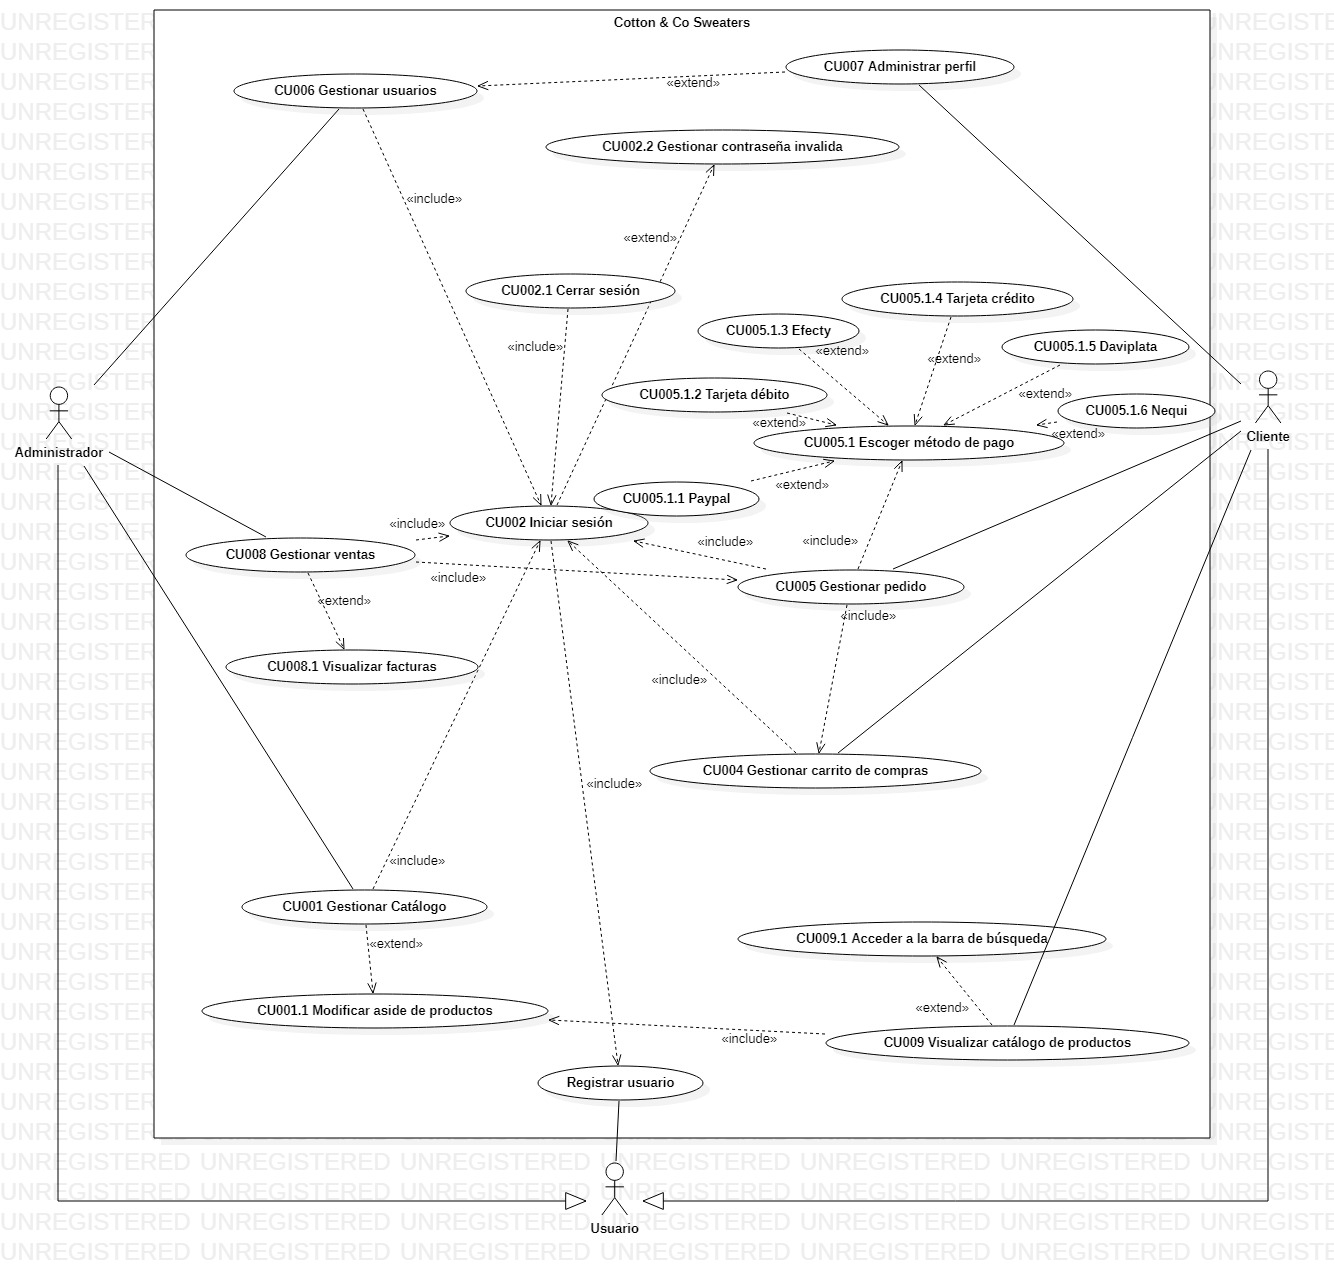 Cotton & Co Sweaters
CU007 Administrar perfil
CU006 Gestionar usuarios
«extend»
CU002.2 Gestionar contraseña invalida
«include»
«extend»
CU002.1 Cerrar sesión
CU005.1.4 Tarjeta crédito
CU005.1.3 Efecty
«include»
«extend»
CU005.1.5 Daviplata
«extend»
CU005.1.2 Tarjeta débito
«extend»
CU005.1.6 Nequi
«extend»
«extend»
CU005.1 Escoger método de pago
Administrador
Cliente
«extend»
CU005.1.1 Paypal
CU002 Iniciar sesión
«include»
«include»
«include»
CU008 Gestionar ventas
«include»
CU005 Gestionar pedido
«extend»
«include»
CU008.1 Visualizar facturas
«include»
CU004 Gestionar carrito de compras
«include»
«include»
CU001 Gestionar Catálogo
«extend»
CU009.1 Acceder a la barra de búsqueda
CU001.1 Modificar aside de productos
«extend»
«include»
CU009 Visualizar catálogo de productos
Registrar usuario
Usuario
UNREGISTERED UNREGISTERED UNREGISTERED UNREGISTERED UNREGISTERED UNREGISTERED